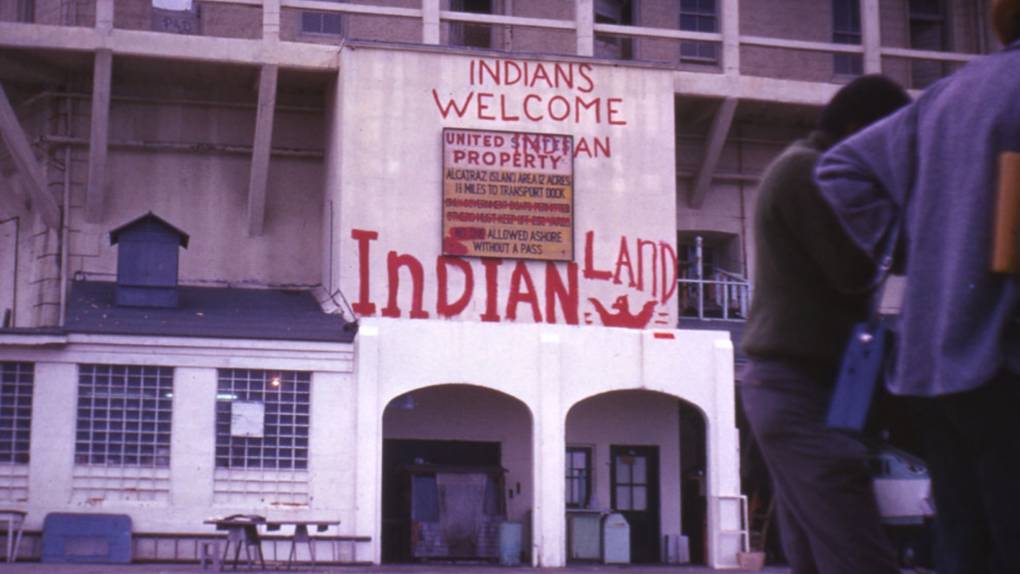 INDIANS
WELCOME
INDIAN
UNITED STATES
PROPERTY
ALCATRAZ ISLAND AREA 12 ACRES
1½ MILES TO TRANSPORT DOCK
ALLOWED ASHORE
WITHOUT A PASS
INDIAN LAND